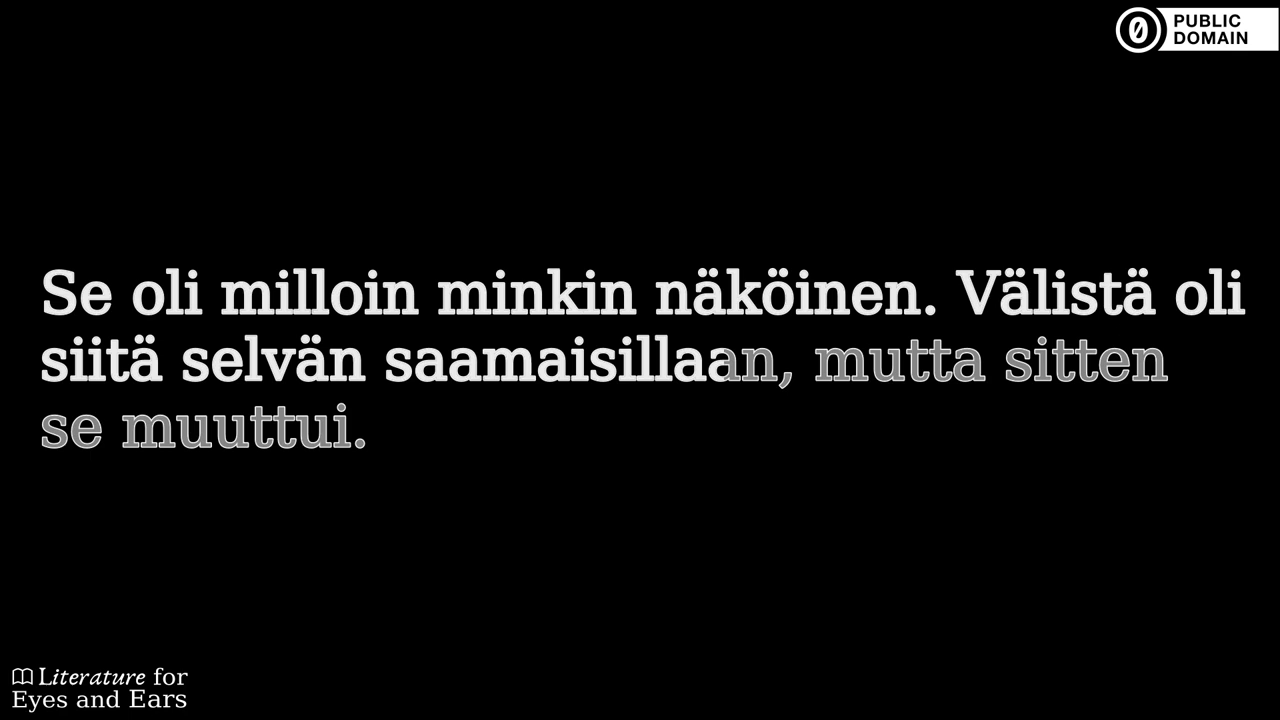 PUBLIC
DOMAIN
Se oli milloin minkin näköinen. Välistä oli
siitä selvän saamaisillaan, mutta sitten
se muuttui.
Literature for
Eyes and Ears